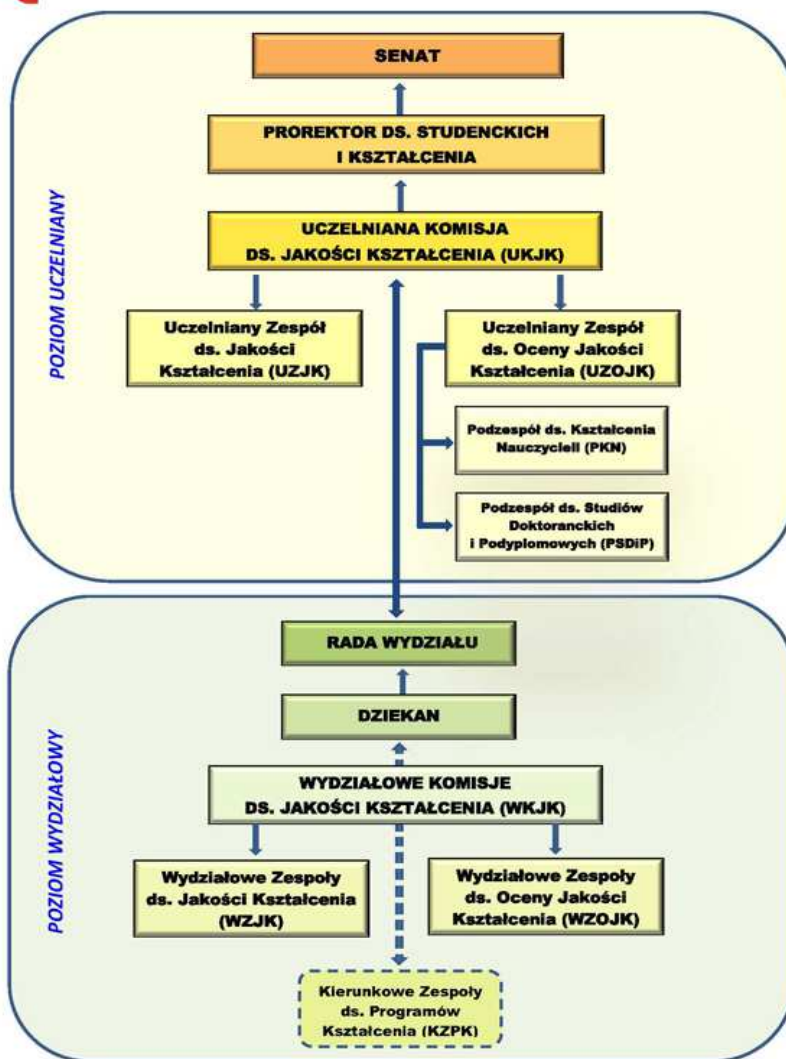 SENAT
PROREKTOR DS. STUDENCKICH
I KSZTAŁCENIA
POZIOM UCZELNIANY
UCZELNIANA KOMISJA
DS. JAKOŚCI KSZTAŁCENIA (UKJK)
Uczelniany Zespół
ds. Jakości
Kształcenia (UZJK)
Uczelniany Zespół
ds. Oceny Jakości
Kształcenia (UZOJK)
Podzespół ds. Kształcenia
Nauczycieli (PKN)
Podzespół ds. Studiów
Doktoranckich
i Podyplomowych (PSDiP)
RADA WYDZIAŁU
DZIEKAN
POZIOM WYDZIAŁOWY
WYDZIAŁOWE KOMISJE
DS. JAKOŚCI KSZTAŁCENIA (WKJK)
Wydziałowe Zespoły
ds. Jakości Kształcenia
(WZJK)
Wydziałowe Zespoły
ds. Oceny Jakości
Kształcenia (WZOJK)
Kierunkowe Zespoły
ds. Programów
Kształcenia (KZPK)